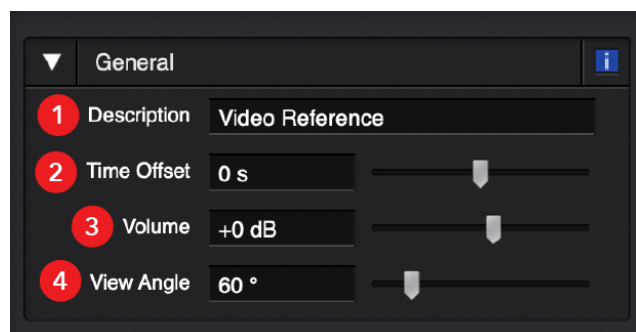 General
i
1 Description Video Reference
2 Time Offset 0 s
3 Volume +0 dB
4 View Angle 60 °